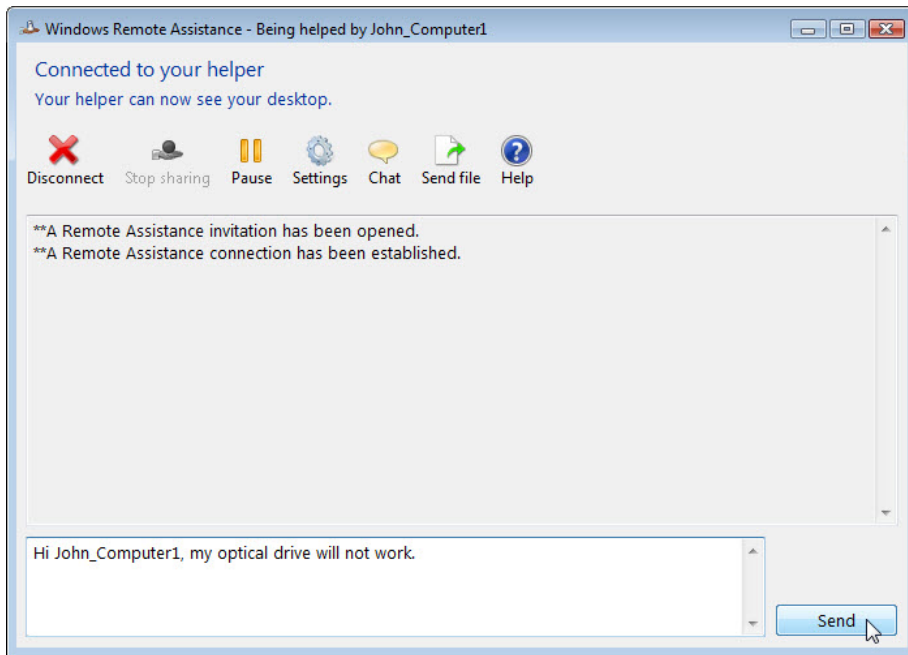 Windows Remote Assistance - Being helped by John_Computer1
Connected to your helper
Your helper can now see your desktop.
Disconnect Stop sharing Pause Settings Chat Send file Help
**A Remote Assistance invitation has been opened.
**A Remote Assistance connection has been established.
Hi John_Computer1, my optical drive will not work.
Send